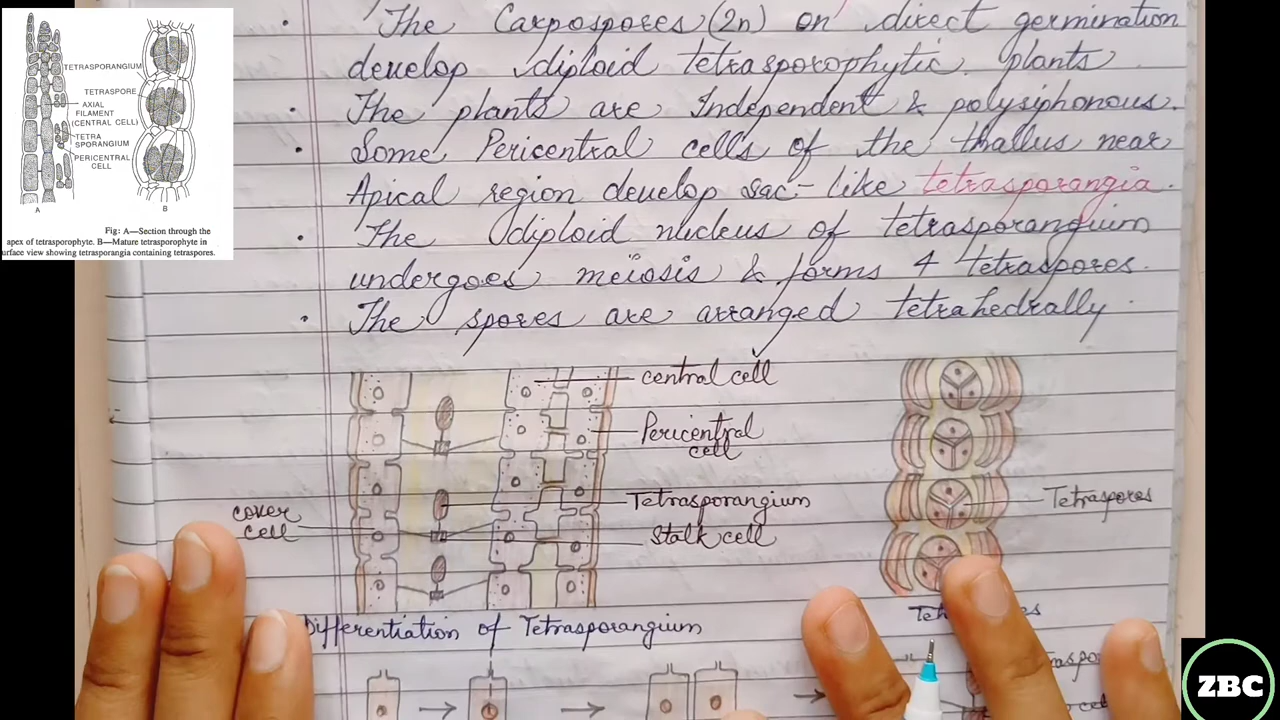 TETRASPORANGIUM
TETRASPORE
AXIAL
FILAMENT
(CENTRAL CELL)
TETRA
SPORANGIUM
PERICENTRAL
CELL
A
B
Fig: A—Section through the
apex of tetrasporophyte. B—Mature tetrasporophyte in
urface view showing tetrasporangia containing tetraspores.
The Carpospores (2n) on direct germination
develop diploid tetrasporophytic plants
The plants are Independent & polysiphonous.
Some Pericentral cells of the thallus near
Apical region develop sac-like tetrasporangia.
The diploid nucleus of tetrasporangium
undergoes meiosis & forms 4 tetraspores.
The spores are arranged tetrahedrally
central cell
Pericentral
cell
Tetrasporangium
Stalk cell
cover
cell
Tetraspores
Differentiation of Tetrasporangium
ZBC